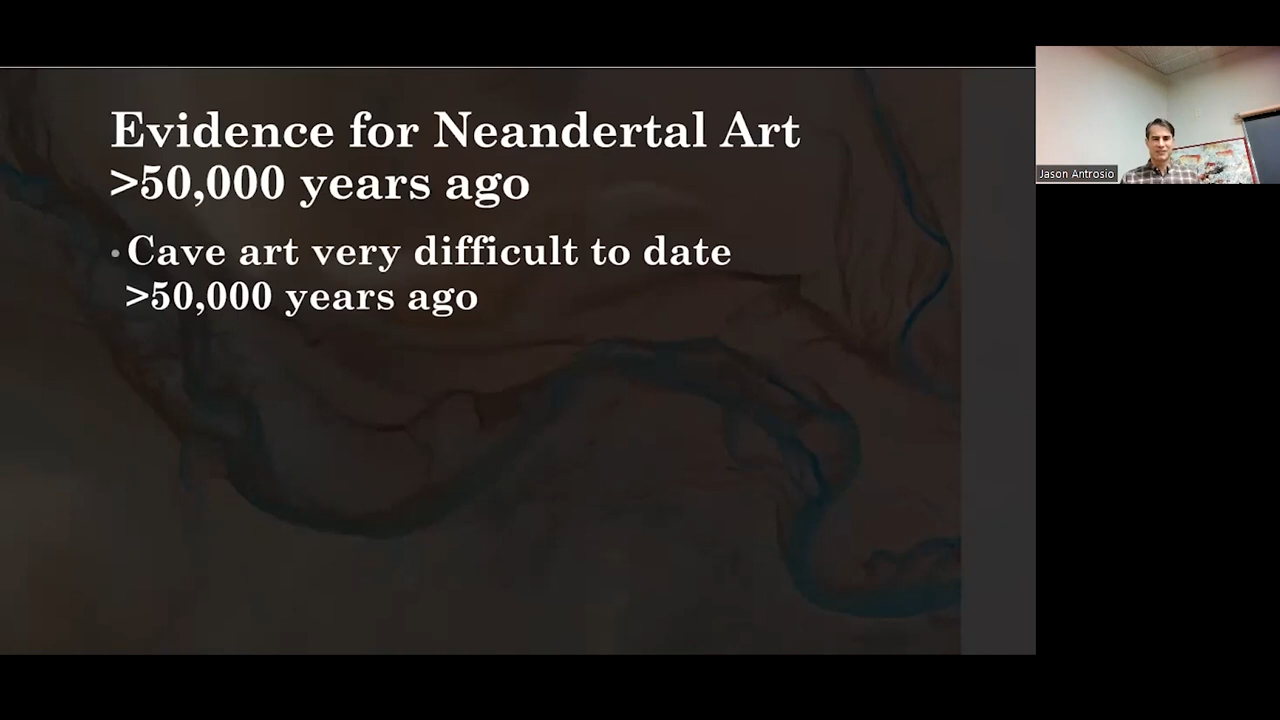 Evidence for Neandertal Art
>50,000 years ago
• Cave art very difficult to date
>50,000 years ago
Jason Antrosio